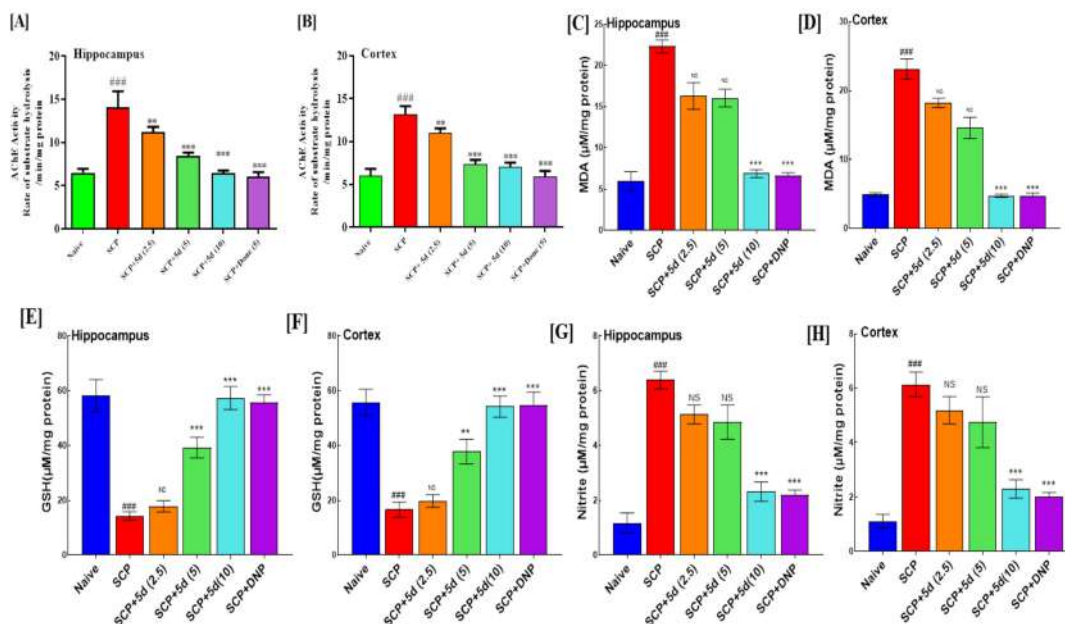 [A]
Hippocampus
AChE Activity
Rate of substrate hydrolysis
/min/mg protein
20
15
10
5
0
###
##
###
###
###
Naive
SCP
SCP+5d (2.5)
SCP+5d (5)
SCP+5d (10)
SCP+Done (5)
[B]
Cortex
AChE Activity
Rate of substrate hydrolysis
/min/mg protein
20
15
10
5
0
###
##
###
###
###
Naive
SCP
SCP+ 5d (2.5)
SCP+ 5d (5)
SCP+ 5d (10)
SCP+Done (5)
[C]
Hippocampus
MDA (µM/mg protein)
25
20
15
10
5
0
###
***
***
Naive
SCP
SCP+5d (2.5)
SCP+5d (5)
SCP+5d (10)
SCP+DNP
[D]
Cortex
MDA (µM/mg protein)
30
20
10
0
###
***
***
Naive
SCP
SCP+5d (2.5)
SCP+5d (5)
SCP+5d(10)
SCP+DNP
[E]
Hippocampus
GSH(µM/mg protein)
80
60
40
20
0
###
***
***
***
Naive
SCP
SCP+5d (2.5)
SCP+5d (5)
SCP+5d(10)
SCP+DNP
[F]
Cortex
GSH(µM/mg protein)
80
60
40
20
0
###
**
***
***
Naive
SCP
SCP+5d (2.5)
SCP+5d (5)
SCP+5d(10)
SCP+DNP
[G]
Hippocampus
Nitrite (µM/mg protein)
8
6
4
2
0
###
NS
NS
***
***
Naive
SCP
SCP+5d (2.5)
SCP+5d (5)
SCP+5d(10)
SCP+DNP
[H]
Cortex
Nitrite (µM/mg protein)
8
6
4
2
0
###
NS
NS
***
***
Naive
SCP
SCP+5d (2.5)
SCP+5d (5)
SCP+5d(10)
SCP+DNP